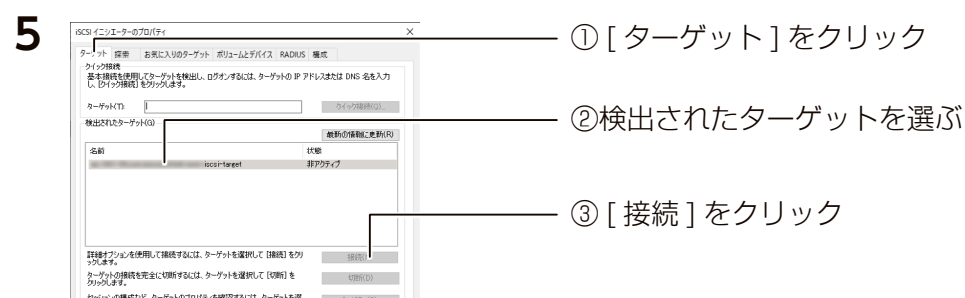 5
iSCSI イニシエーターのプロパティ
ターゲット 探索 お気に入りのターゲット ボリュームとデバイス RADIUS 構成
クイック接続
基本接続を使用してターゲットを検出し、ログオンするには、ターゲットの IP アドレスまたは DNS 名を入力
し、[クイック接続] をクリックします。
ターゲット(T): クイック接続(Q)...
検出されたターゲット(G)
最新の情報に更新(R)
名前 状態
iscsi-target 非アクティブ
詳細オプションを使用して接続するには、ターゲットを選択して [接続] をクリ
ックします。
接続(
ターゲットの接続を完全に切断するには、ターゲットを選択して [切断] を
クリックします。
切断(D)
① [ ターゲット ] をクリック
②検出されたターゲットを選ぶ
③ [ 接続 ] をクリック